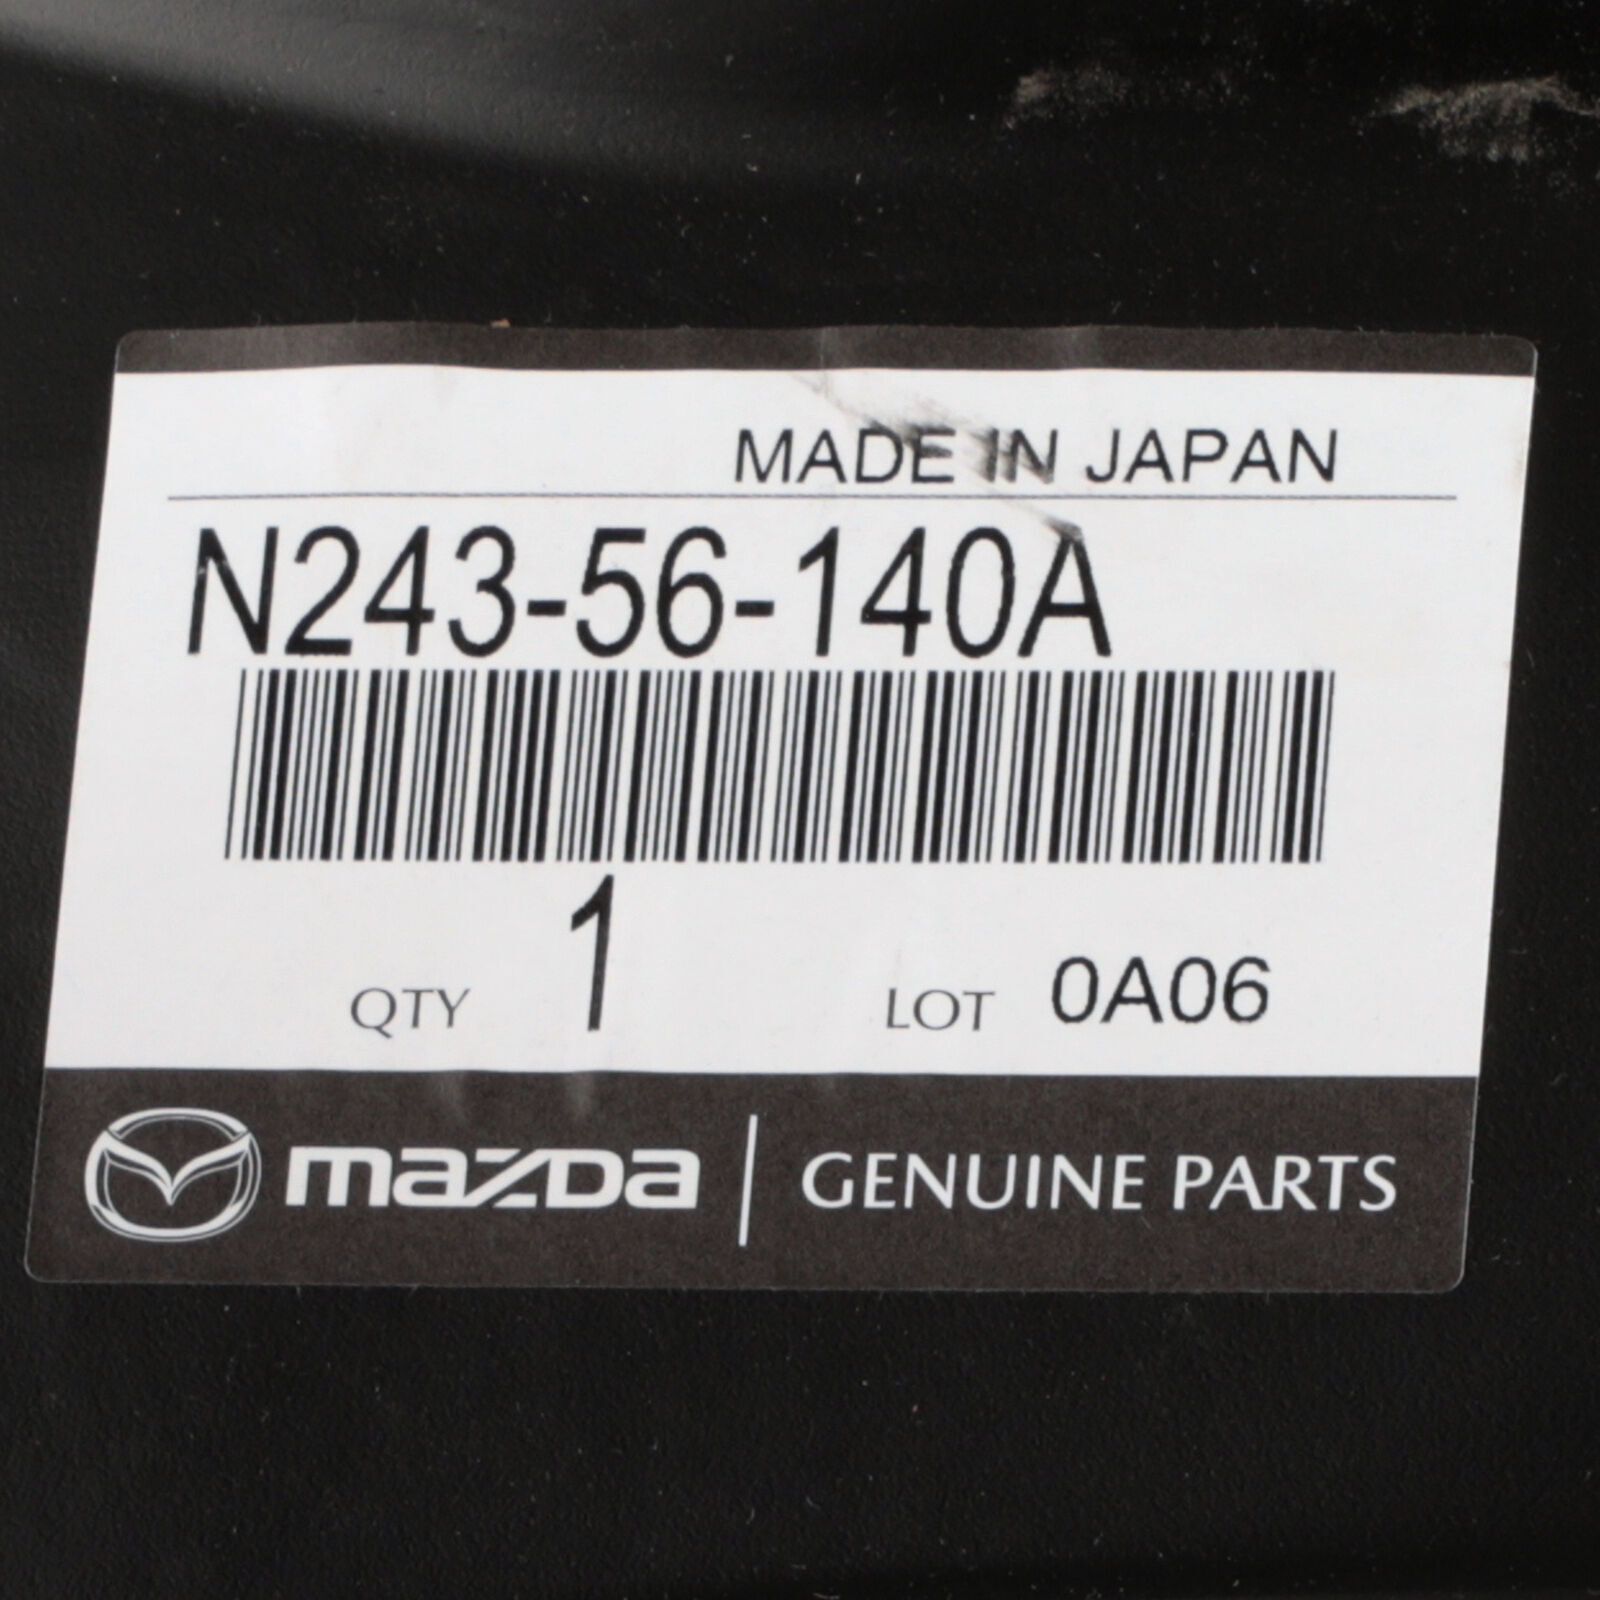 MADE IN JAPAN
N243-56-140A
QTY 1 LOT 0A06
mazda | GENUINE PARTS